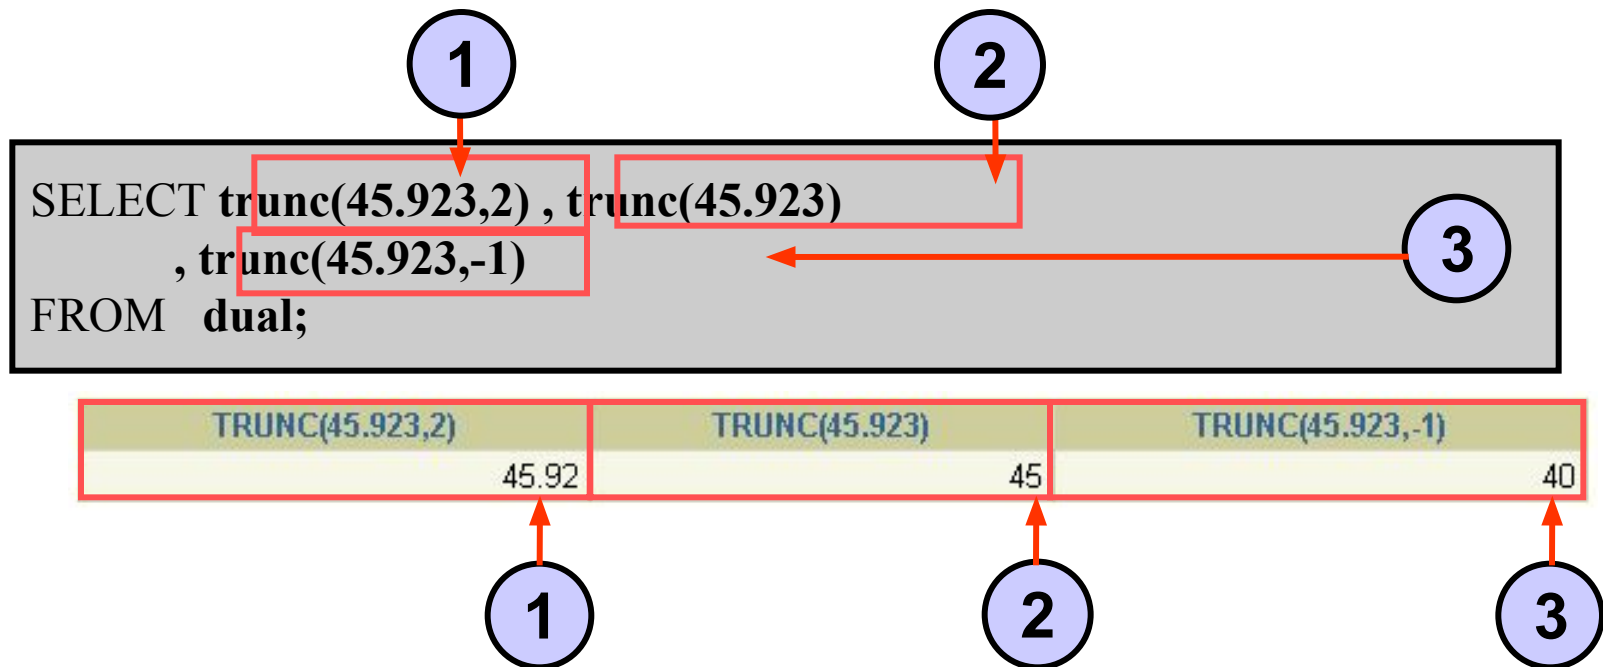 1 2
SELECT trunc(45.923,2) , trunc(45.923)
, trunc(45.923,-1) 3
FROM dual;
TRUNC(45.923,2) TRUNC(45.923) TRUNC(45.923,-1)
45.92 45 40
1 2 3